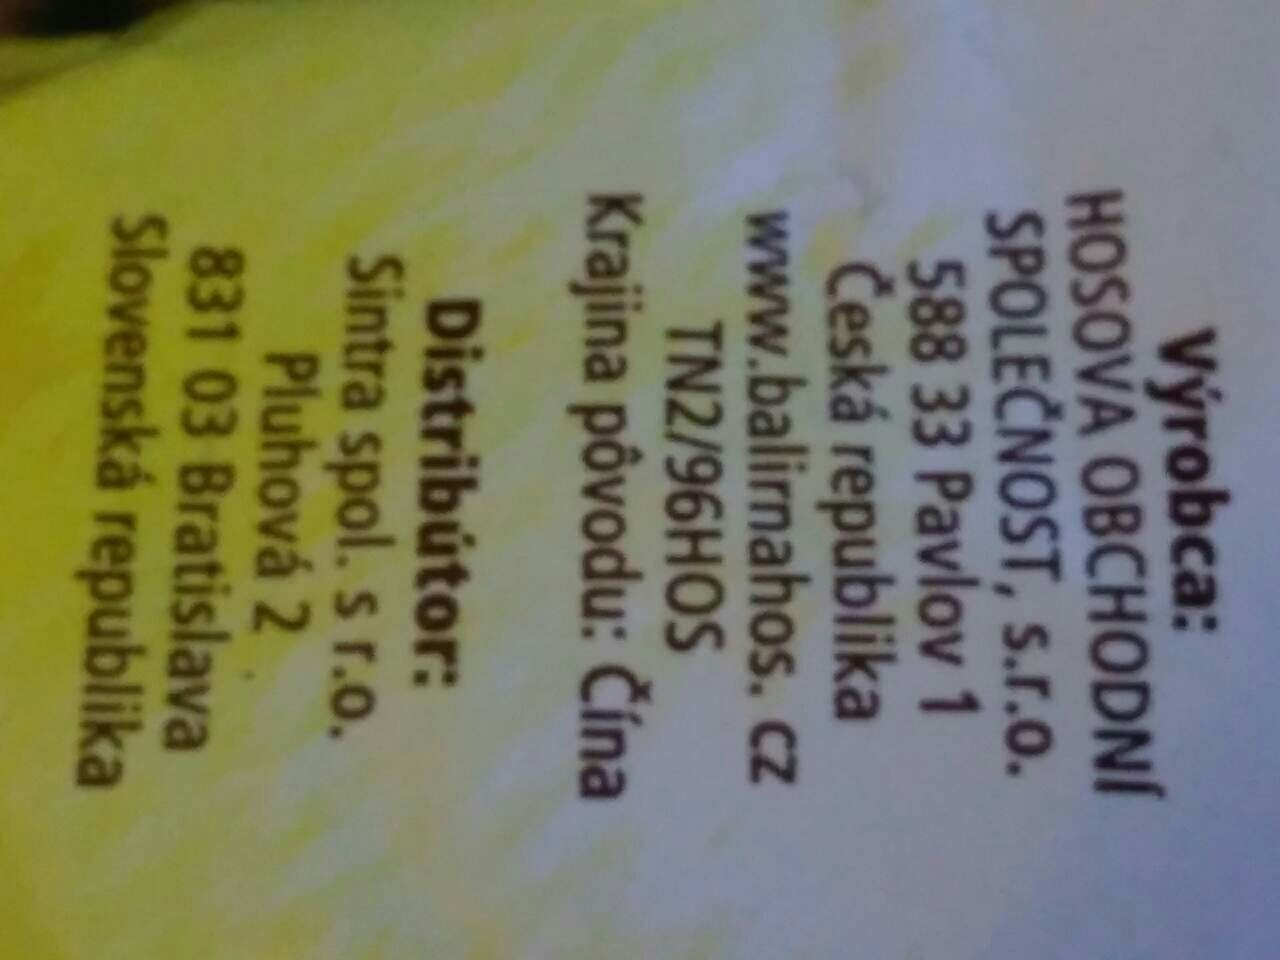 Výrobca:
HOSOVA OBCHODNÍ
SPOLEČNOST, s.r.o.
588 33 Pavlov 1
Česká republika
www.balirnahos. cz
TN2/96HOS
Krajina pôvodu: Čína
Distribútor:
Sintra spol. s r.o.
Pluhová 2
831 03 Bratislava
Slovenská republika